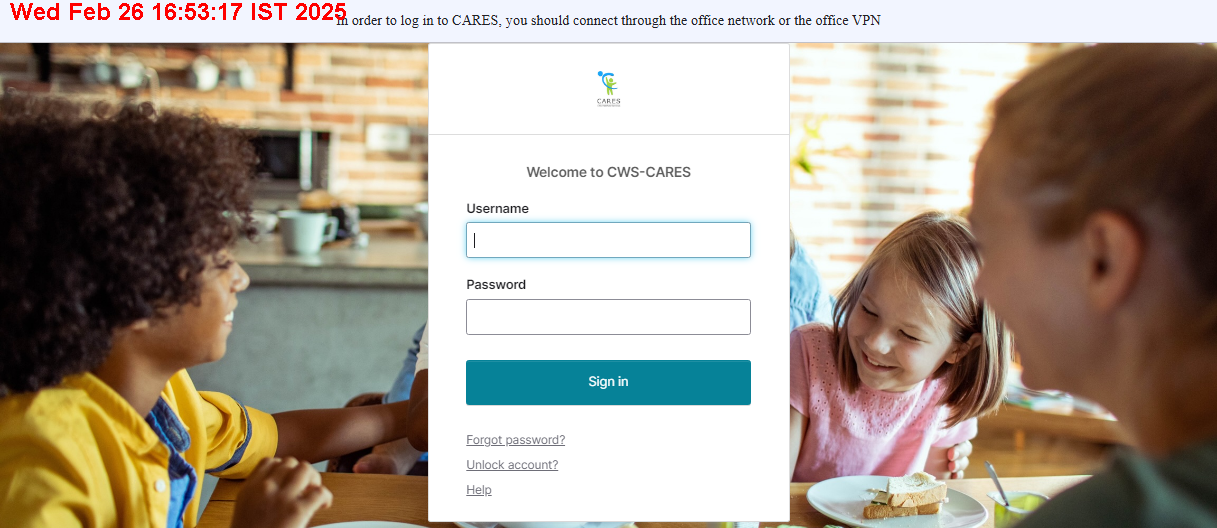 Wed Feb 26 16:53:17 IST 2025
In order to log in to CARES, you should connect through the office network or the office VPN
CARES
Welcome to CWS-CARES
Username
Password
Sign in
Forgot password?
Unlock account?
Help